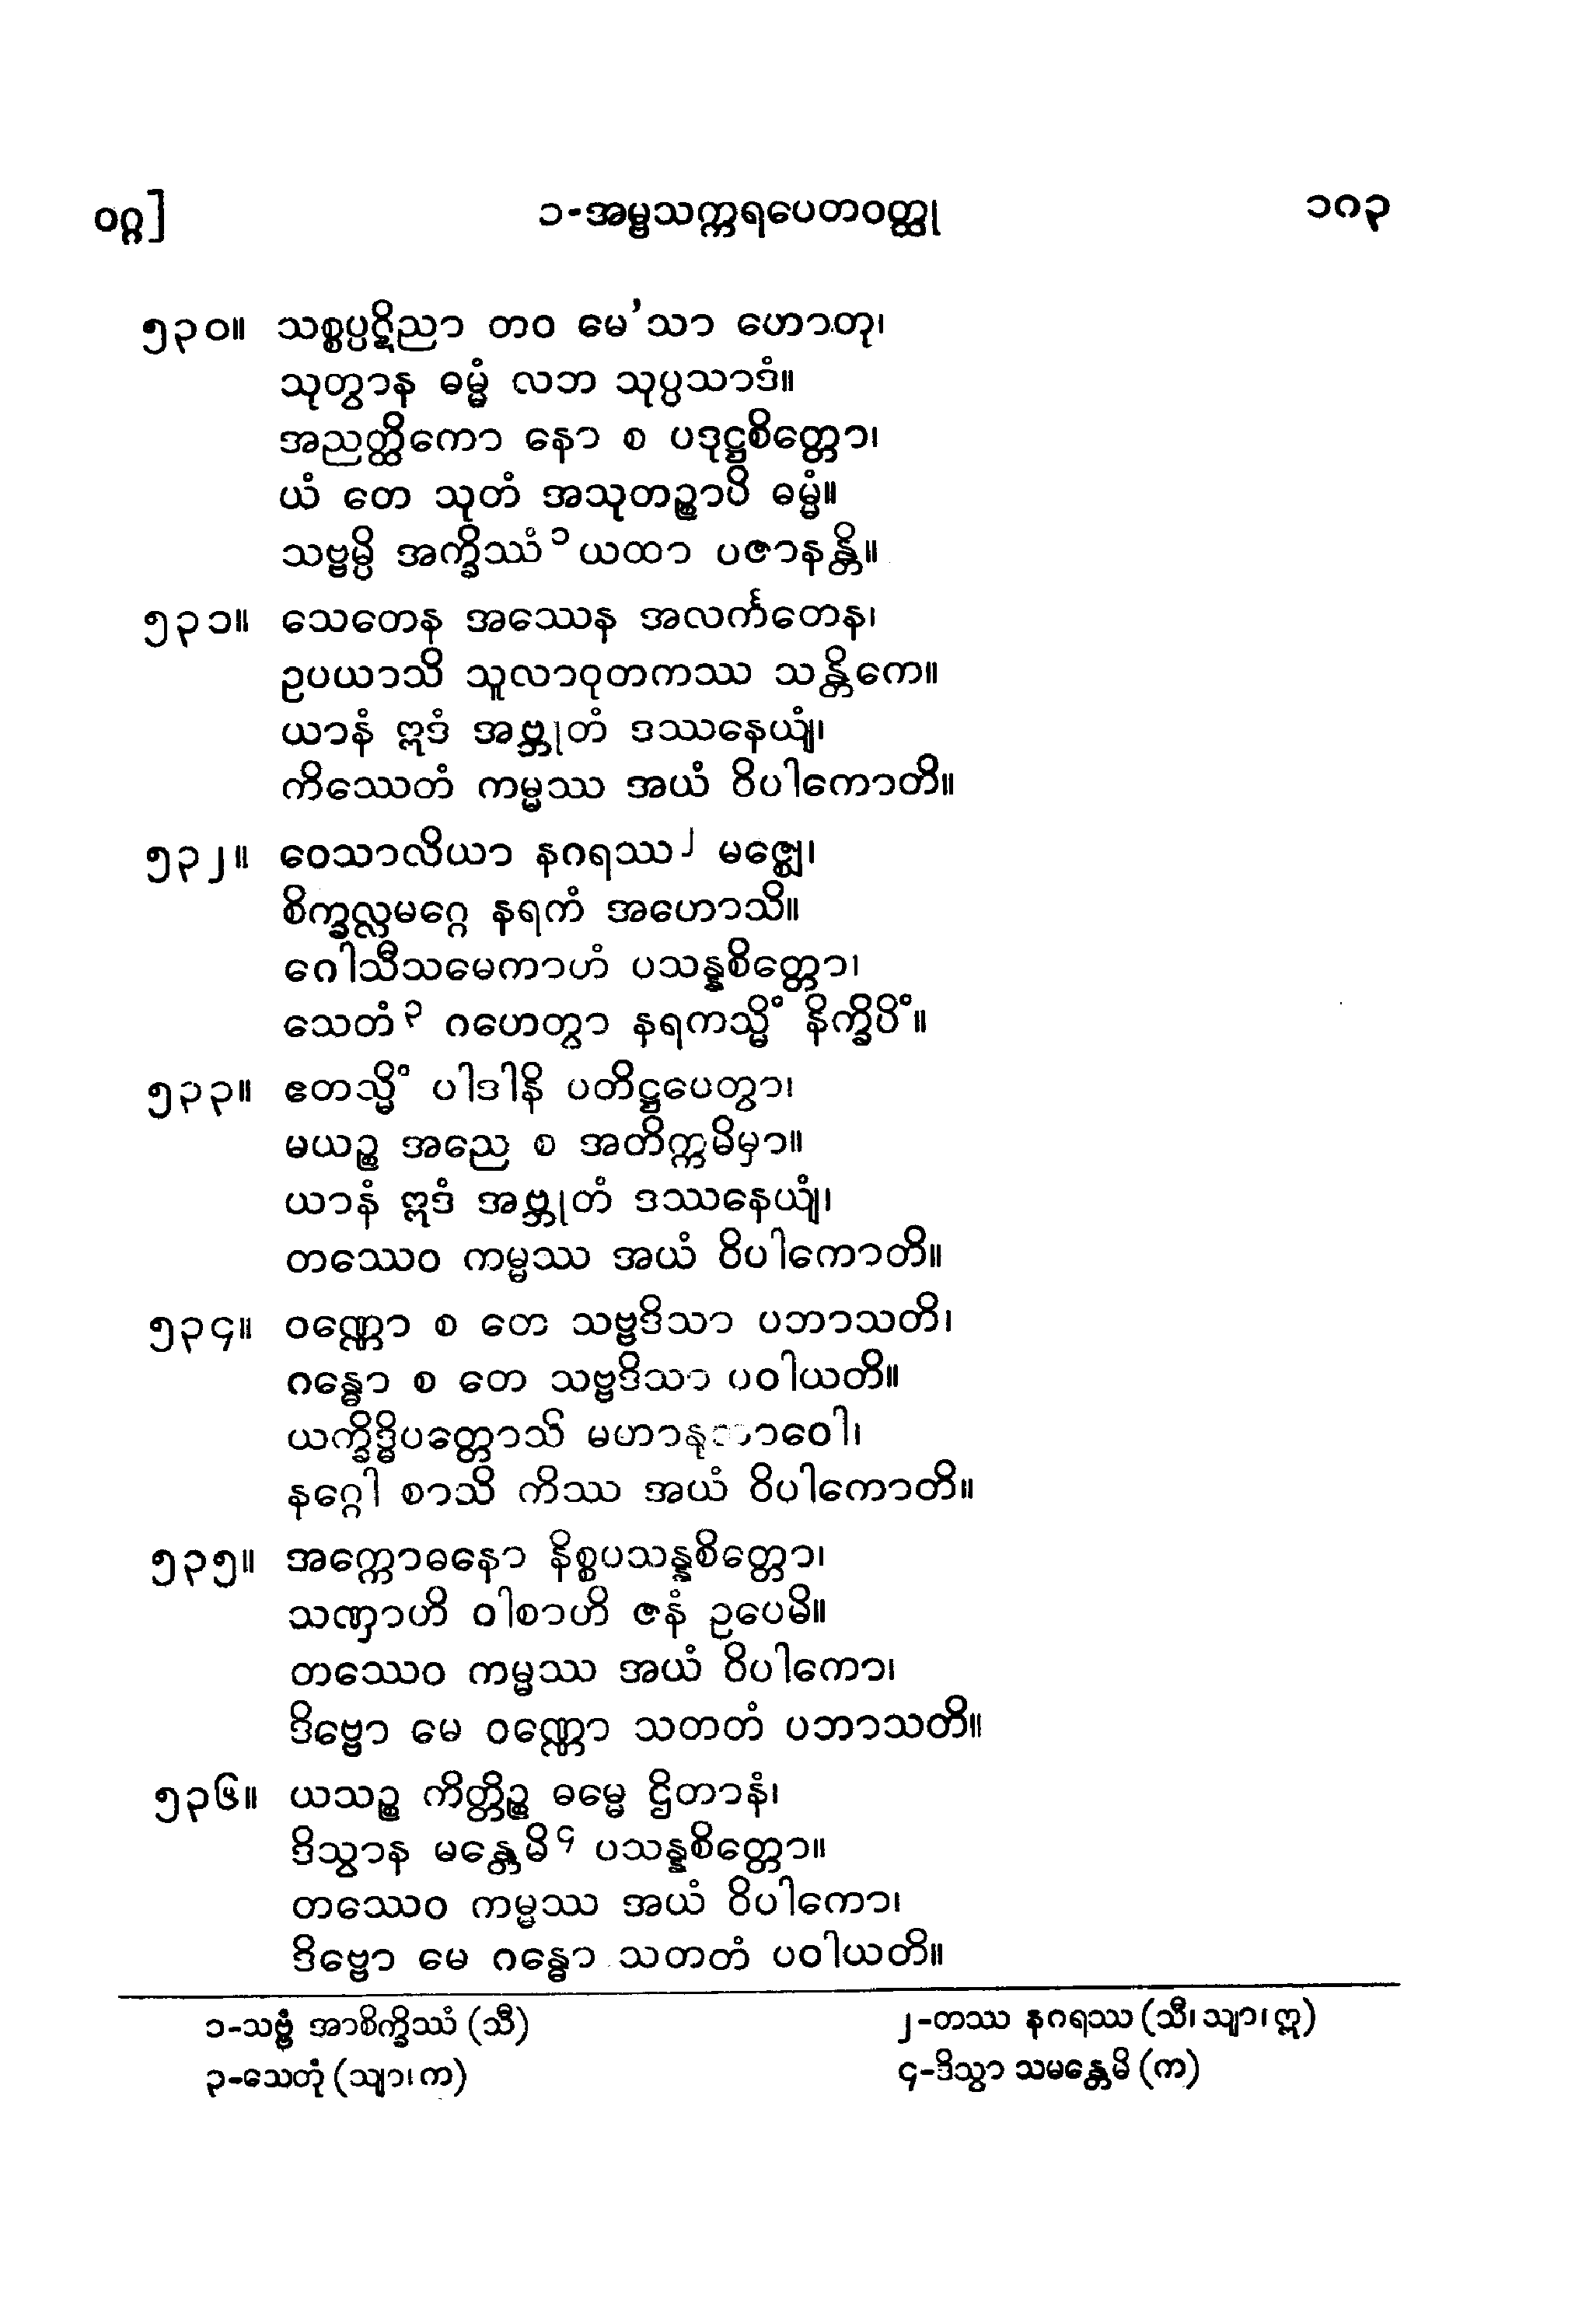 ဝဂ္ဂ]
၁-အမ္ဗသက္ကရပေတဝတ္ထု
၁ဂ၃
၅၃၀။ သစ္စပ္ပဋိညာ တဝ မေ’သာ ဟောတု၊
သုတွာန ဓမ္မံ လဘ သုပ္ပသာဒံ။
အညတ္ထိကော နော စ ပဒုဋ္ဌစိတ္တော၊
ယံ တေ သုတံ အသုတဉ္စာပိ ဓမ္မံ။
သဗ္ဗမ္ပိ အက္ခိဿံ ၁ ယထာ ပဇာနန္တိ။
၅၃၁။ သေတေန အဿေန အလင်္ကတေန၊
ဥပယာသိ သူလာဝုတကဿ သန္တိကေ။
ယာနံ ဣဒံ အဗ္ဘုတံ ဒဿနေယျံ၊
ကိဿေတံ ကမ္မဿ အယံ ဝိပါကောတိ။
၅၃၂။ ဝေသာလိယာ နဂရဿ ၂ မဇ္ဈေ၊
စိက္ခလ္လမဂ္ဂေ နရကံ အဟောသိ။
ဂေါသီသမေကာဟံ ပသန္နစိတ္တော၊
သေတံ ၃ ဂဟေတွာ နရကသ္မိံ နိက္ခိပိံ။
၅၃၃။ ဧတသ္မိံ ပါဒါနိ ပတိဋ္ဌပေတွာ၊
မယဉ္စ အညေ စ အတိက္ကမိမှာ။
ယာနံ ဣဒံ အဗ္ဘုတံ ဒဿနေယျံ၊
တဿေဝ ကမ္မဿ အယံ ဝိပါကောတိ။
၅၃၄။ ဝဏ္ဏော စ တေ သဗ္ဗဒိသာ ပဘာသတိ၊
ဂန္ဓော စ တေ သဗ္ဗဒိသာ ပဝါယတိ။
ယက္ခိဒ္ဓိပတ္တောသိ မဟာနုဘာဝေါ၊
နဂ္ဂေါ စာသိ ကိဿ အယံ ဝိပါကောတိ။
၅၃၅။ အက္ကောဓနော နိစ္စပသန္နစိတ္တော၊
သဏှာဟိ ဝါစာဟိ ဇနံ ဥပေမိ။
တဿေဝ ကမ္မဿ အယံ ဝိပါကော၊
ဒိဗ္ဗော မေ ဝဏ္ဏော သတတံ ပဘာသတိ။
၅၃၆။ ယသဉ္စ ကိတ္တိဉ္စ ဓမ္မေ ဌိတာနံ၊
ဒိသွာန မန္တေမိ ၄ ပသန္နစိတ္တော။
တဿေဝ ကမ္မဿ အယံ ဝိပါကော၊
ဒိဗ္ဗော မေ ဂန္ဓော သတတံ ပဝါယတိ။
၁-သဗ္ဗံ အာစိက္ခိဿံ (သီ)
၂-တဿ နဂရဿ (သီ၊ သျာ၊ ဣ)
၃-သေတုံ (သျာ၊ က)
၄-ဒိသွာ သမန္တေမိ (က)